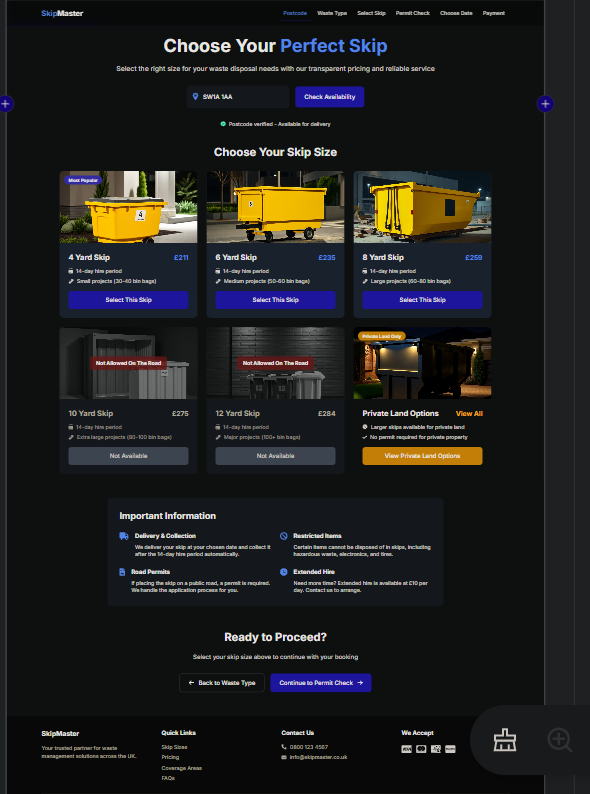 SkipMaster
Postcode
Waste Type
Select Skip
Permit Check
Choose Date
Payment
Choose Your Perfect Skip
Select the right size for your waste disposal needs with our transparent pricing and reliable service
SW1A 1AA
Check Availability
Postcode verified - Available for delivery
Choose Your Skip Size
Most Popular
4
4 Yard Skip
£211
14-day hire period
Small projects (30-40 bin bags)
Select This Skip
6 Yard Skip
£235
14-day hire period
Medium projects (50-60 bin bags)
Select This Skip
8 Yard Skip
£259
14-day hire period
Large projects (60-80 bin bags)
Select This Skip
Not Allowed On The Road
10 Yard Skip
£275
14-day hire period
Extra large projects (80-100 bin bags)
Not Available
Not Allowed On The Road
12 Yard Skip
£284
14-day hire period
Major projects (100+ bin bags)
Not Available
Private Land Only
Private Land Options
View All
Larger skips available for private land
No permit required for private property
View Private Land Options
Important Information
Delivery & Collection
We deliver your skip at your chosen date and collect it
after the 14-day hire period automatically.
Restricted Items
Certain items cannot be disposed of in skips, including
hazardous waste, electronics, and tires.
Road Permits
If placing the skip on a public road, a permit is required.
We handle the application process for you.
Extended Hire
Need more time? Extended hire is available at £10 per
day. Contact us to arrange.
Ready to Proceed?
Select your skip size above to continue with your booking
Back to Waste Type
Continue to Permit Check
SkipMaster
Your trusted partner for waste
management solutions across the UK.
Quick Links
Skip Sizes
Pricing
Coverage Areas
FAQs
Contact Us
0800 123 4567
info@skipmaster.co.uk
We Accept